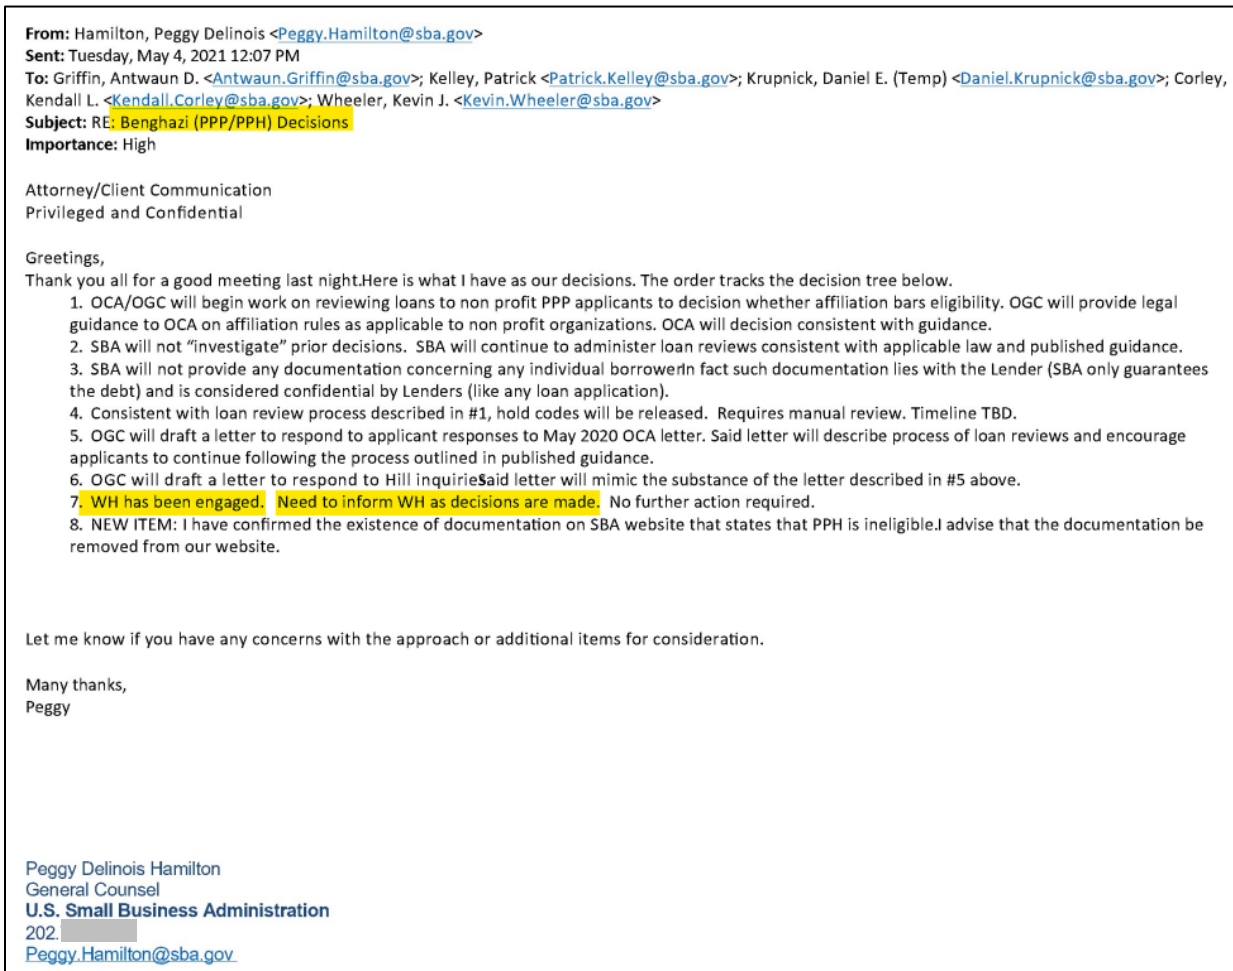 From: Hamilton, Peggy Delinois <Peggy.Hamilton@sba.gov>
Sent: Tuesday, May 4, 2021 12:07 PM
To: Griffin, Antwaun D. <Antwaun.Griffin@sba.gov>; Kelley, Patrick <Patrick.Kelley@sba.gov>; Krupnick, Daniel E. (Temp) <Daniel.Krupnick@sba.gov>; Corley,
Kendall L. <Kendall.Corley@sba.gov>; Wheeler, Kevin J. <Kevin.Wheeler@sba.gov>
Subject: RE: Benghazi (PPP/PPH) Decisions
Importance: High
Attorney/Client Communication
Privileged and Confidential
Greetings,
Thank you all for a good meeting last night.Here is what I have as our decisions. The order tracks the decision tree below.
1. OCA/OGC will begin work on reviewing loans to non profit PPP applicants to decision whether affiliation bars eligibility. OGC will provide legal
guidance to OCA on affiliation rules as applicable to non profit organizations. OCA will decision consistent with guidance.
2. SBA will not “investigate” prior decisions. SBA will continue to administer loan reviews consistent with applicable law and published guidance.
3. SBA will not provide any documentation concerning any individual borrowerIn fact such documentation lies with the Lender (SBA only guarantees
the debt) and is considered confidential by Lenders (like any loan application).
4. Consistent with loan review process described in #1, hold codes will be released. Requires manual review. Timeline TBD.
5. OGC will draft a letter to respond to applicant responses to May 2020 OCA letter. Said letter will describe process of loan reviews and encourage
applicants to continue following the process outlined in published guidance.
6. OGC will draft a letter to respond to Hill inquirieSaid letter will mimic the substance of the letter described in #5 above.
7. WH has been engaged. Need to inform WH as decisions are made. No further action required.
8. NEW ITEM: I have confirmed the existence of documentation on SBA website that states that PPH is ineligible.I advise that the documentation be
removed from our website.
Let me know if you have any concerns with the approach or additional items for consideration.
Many thanks,
Peggy
Peggy Delinois Hamilton
General Counsel
U.S. Small Business Administration
202.
Peggy.Hamilton@sba.gov